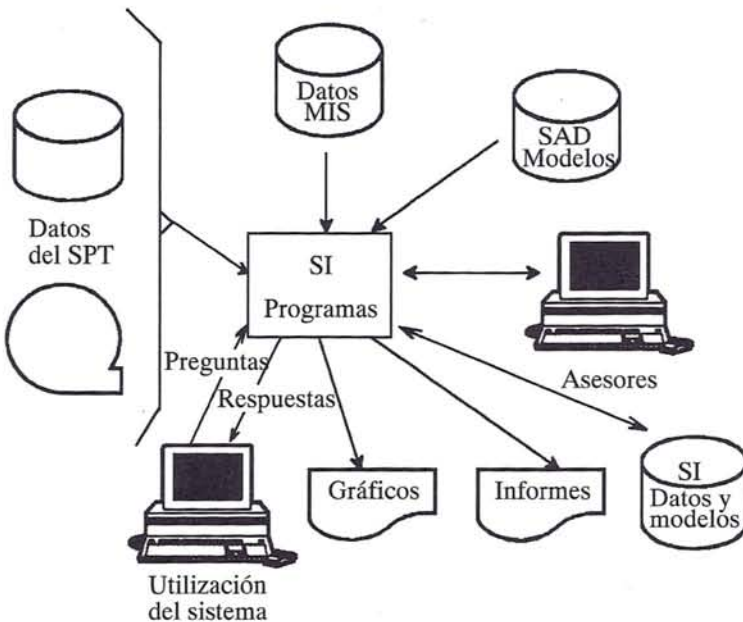 Datos
MIS
SAD
Modelos
Datos
del SPT
SI
Programas
Preguntas
Respuestas
Asesores
Gráficos
Informes
SI
Datos y
modelos
Utilización
del sistema